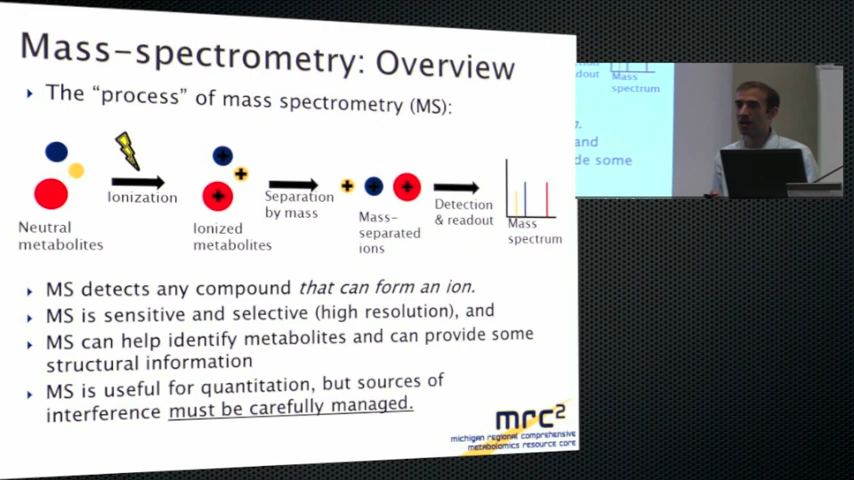 Mass-spectrometry: Overview
The “process” of mass spectrometry (MS):
Ionization
Separation
by mass
Detection
& readout
Neutral
metabolites
Ionized
metabolites
Mass-
separated
ions
Mass
spectrum
MS detects any compound that can form an ion.
MS is sensitive and selective (high resolution), and
MS can help identify metabolites and can provide some
structural information
MS is useful for quantitation, but sources of
interference must be carefully managed.
mrc²
michigan regional comprehensive
metabolomics resource core
dout
Mass
spectrum
and
de some